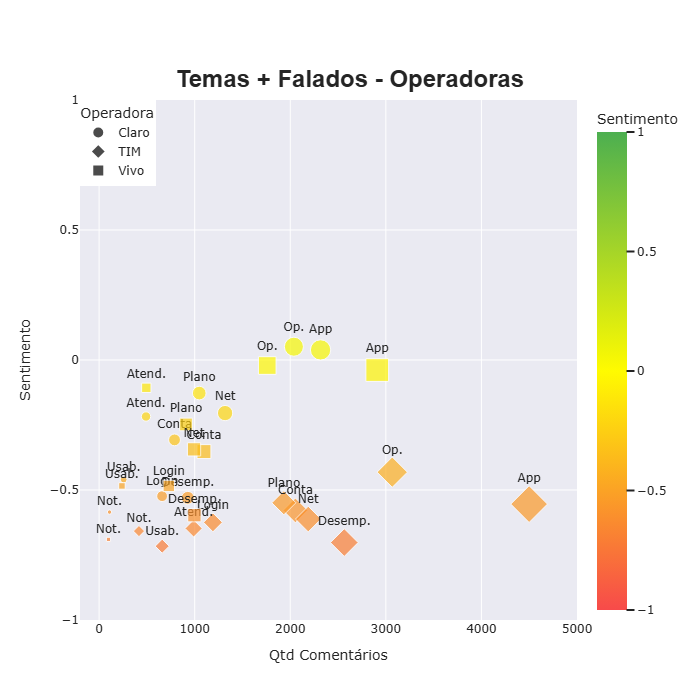 Temas + Falados - Operadoras
Operadora
Claro
TIM
Vivo
Sentimento
1
0.5
0
−0.5
−1
Sentimento
1
0.5
0
−0.5
−1
Op.
App
Op.
App
Atend.
Plano
Atend.
Plano
Net
Conta
Net
Conta
Usab.
Usab.
Login
Login
Desemp.
Op.
App
Not.
Desemp.
Login
Plano
Conta
Net
Not.
Not.
Usab.
Atend.
Desemp.
0
1000
2000
3000
4000
5000
Qtd Comentários